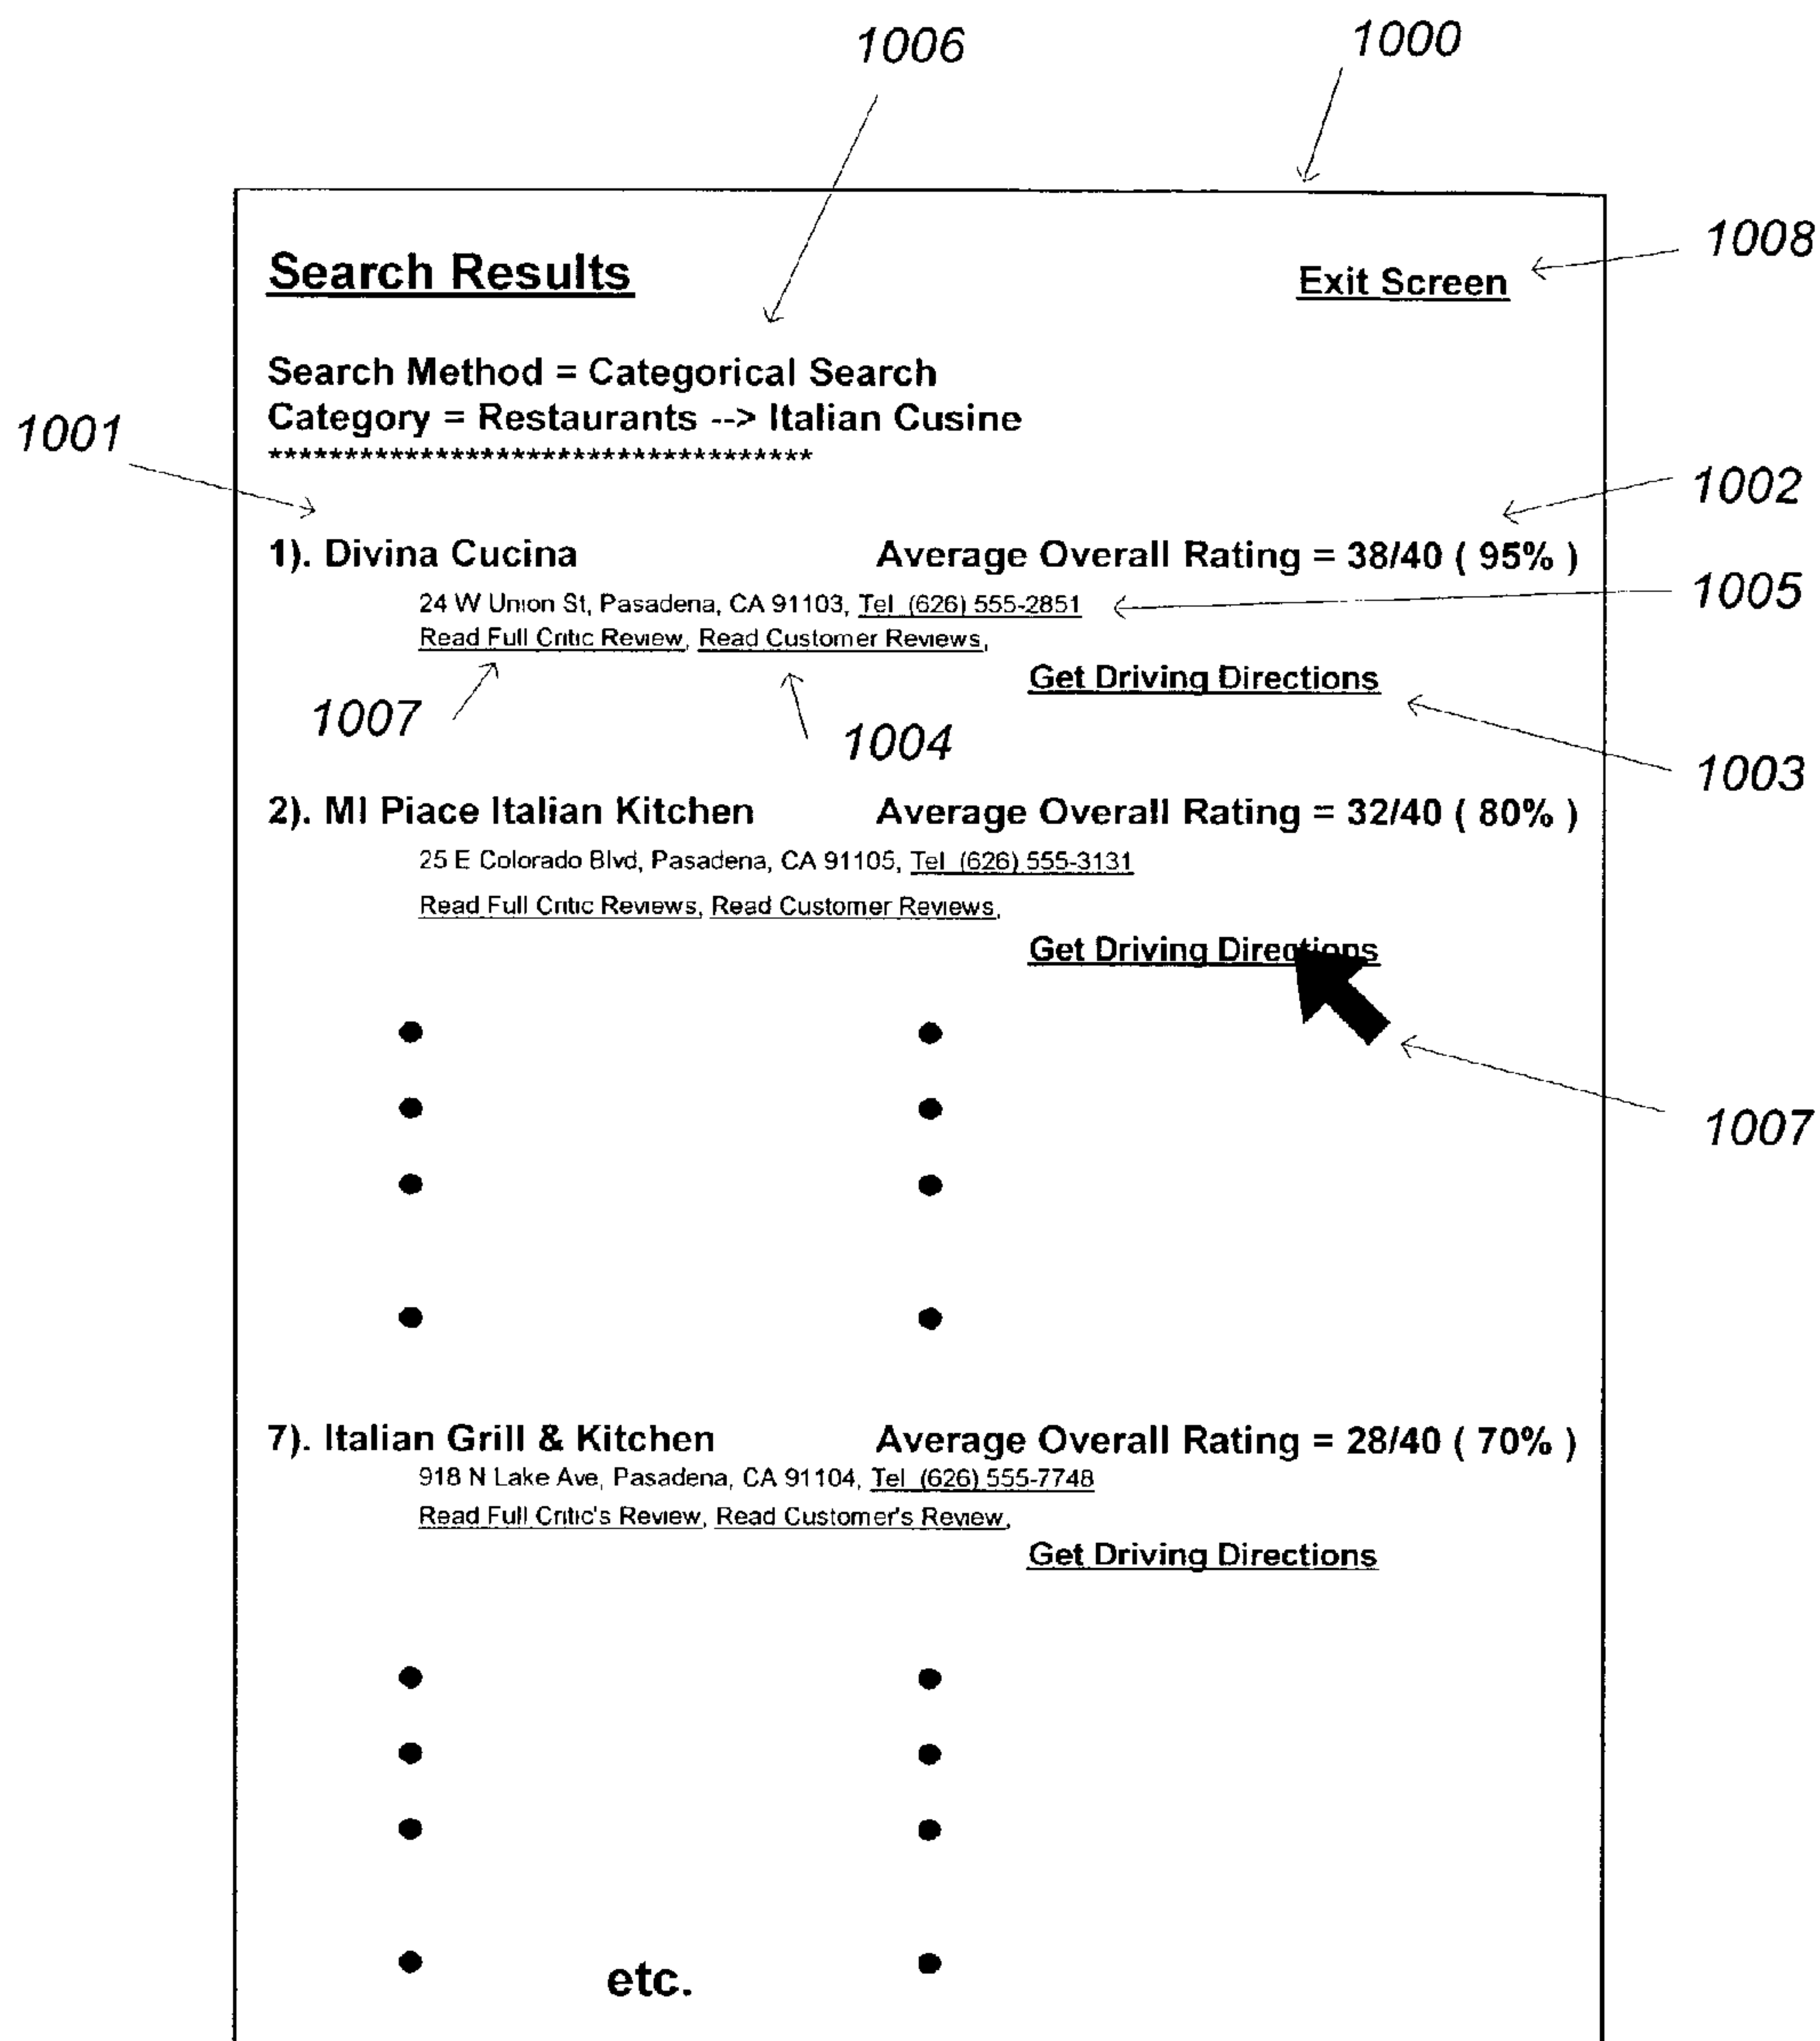 1006
1000
1008
Search Results
Exit Screen
Search Method = Categorical Search
Category = Restaurants --> Italian Cusine
1001
************************************
1002
1). Divina Cucina Average Overall Rating = 38/40 ( 95% )
24 W Union St, Pasadena, CA 91103, Tel (626) 555-2851
1005
Read Full Critic Review, Read Customer Reviews,
Get Driving Directions
1007
1004
1003
2). MI Piace Italian Kitchen Average Overall Rating = 32/40 ( 80% )
25 E Colorado Blvd, Pasadena, CA 91105, Tel (626) 555-3131
Read Full Critic Reviews, Read Customer Reviews,
Get Driving Directions
1007
7). Italian Grill & Kitchen Average Overall Rating = 28/40 ( 70% )
918 N Lake Ave, Pasadena, CA 91104, Tel (626) 555-7748
Read Full Critic's Review, Read Customer's Review,
Get Driving Directions
etc.